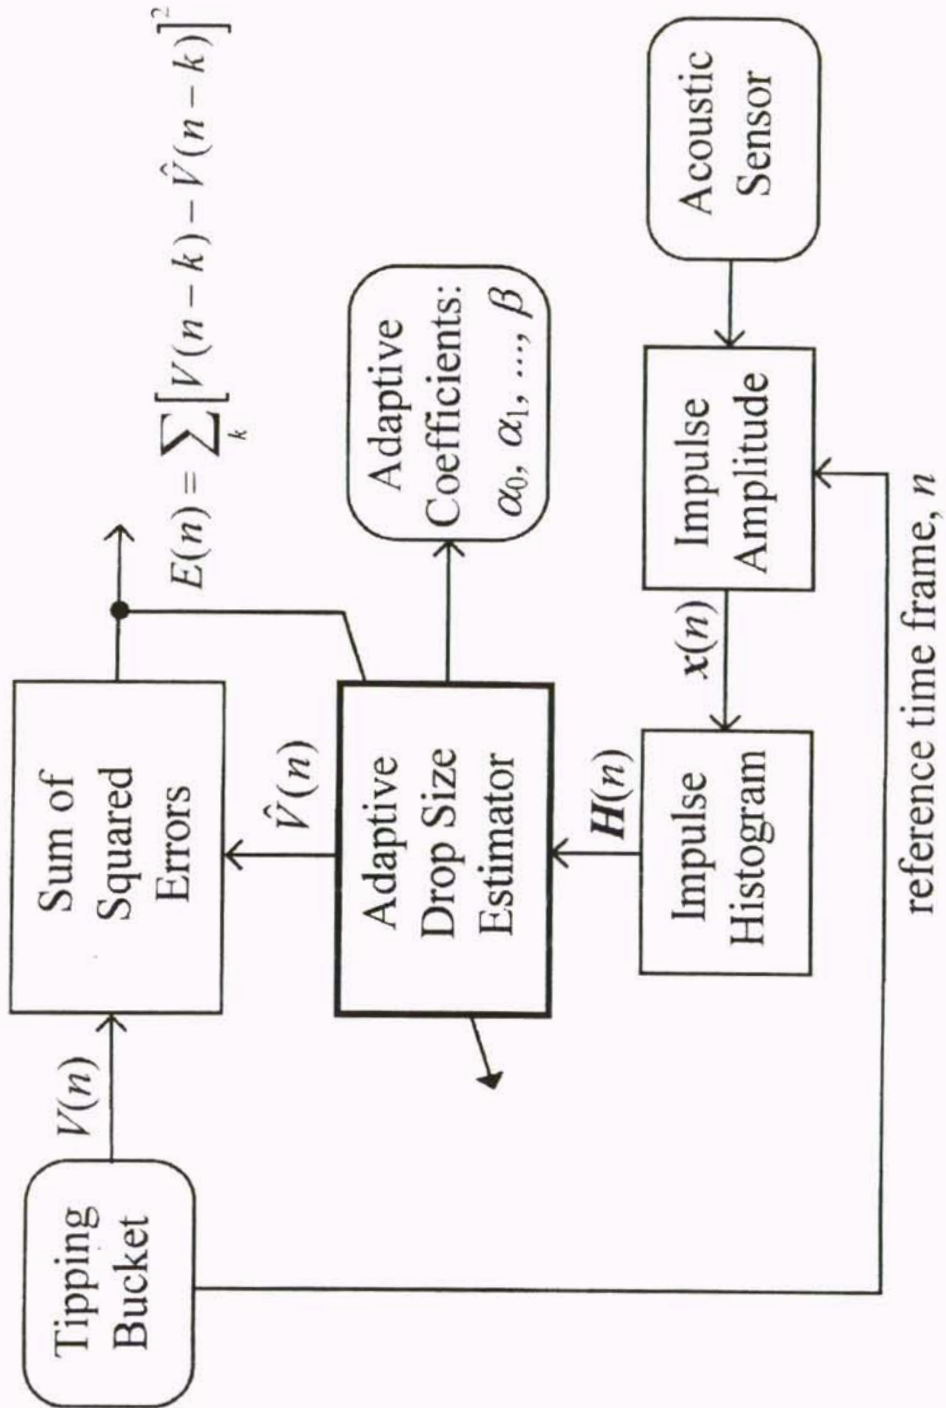 Tipping
Bucket
V(n)
Sum of
Squared
Errors
E(n) = ∑ₖ [V(n − k) − V̂(n − k)]²
V̂(n)
Adaptive
Drop Size
Estimator
Adaptive
Coefficients:
α₀, α₁, ..., β
H(n)
Impulse
Histogram
x(n)
Impulse
Amplitude
Acoustic
Sensor
reference time frame, n